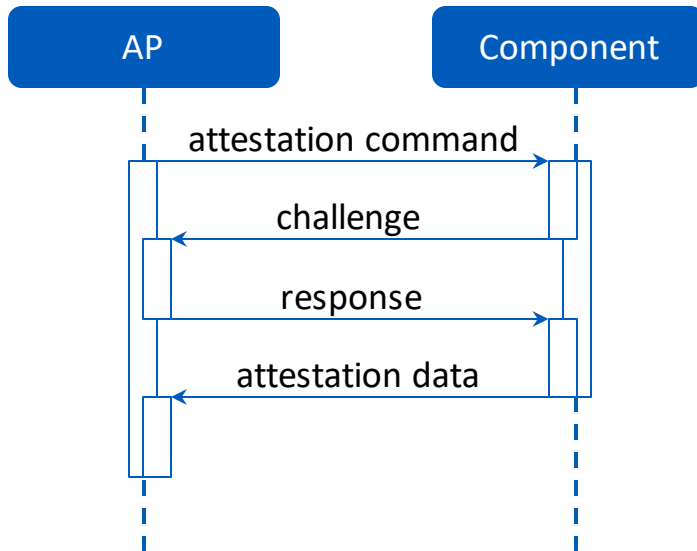 AP
Component
attestation command
challenge
response
attestation data